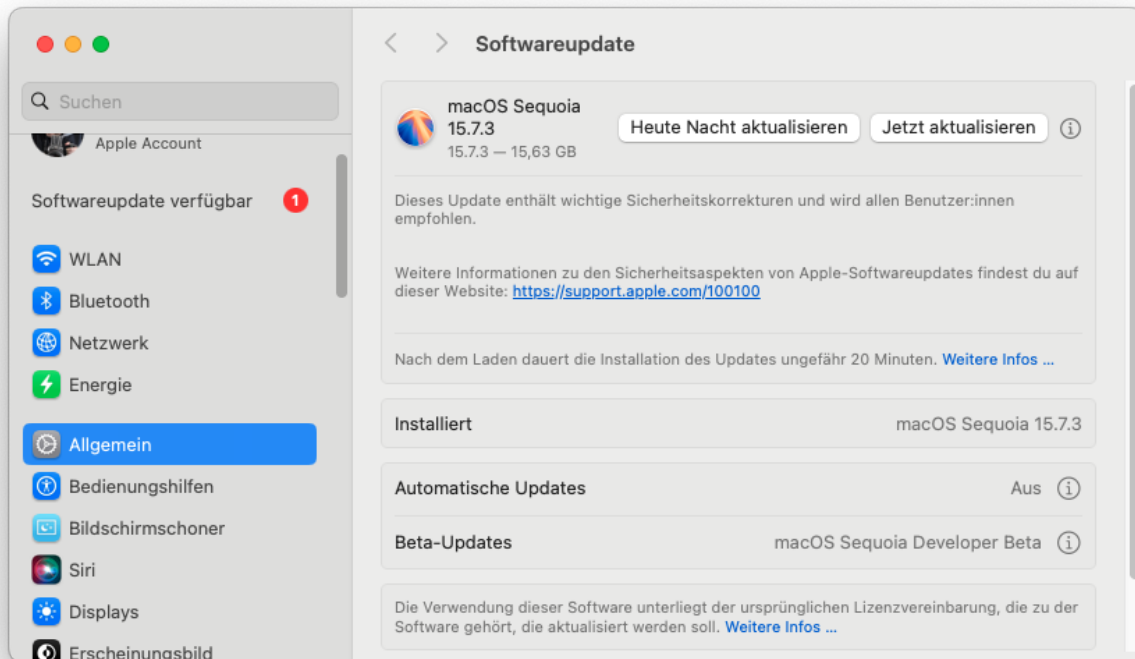 Softwareupdate
Suchen
Apple Account
Softwareupdate verfügbar 1
WLAN
Bluetooth
Netzwerk
Energie
Allgemein
Bedienungshilfen
Bildschirmschoner
Siri
Displays
Erscheinungsbild
macOS Sequoia
15.7.3
15.7.3 — 15,63 GB
Heute Nacht aktualisieren
Jetzt aktualisieren
Dieses Update enthält wichtige Sicherheitskorrekturen und wird allen Benutzer:innen
empfohlen.
Weitere Informationen zu den Sicherheitsaspekten von Apple-Softwareupdates findest du auf
dieser Website: https://support.apple.com/100100
Nach dem Laden dauert die Installation des Updates ungefähr 20 Minuten. Weitere Infos ...
Installiert macOS Sequoia 15.7.3
Automatische Updates Aus
Beta-Updates macOS Sequoia Developer Beta
Die Verwendung dieser Software unterliegt der ursprünglichen Lizenzvereinbarung, die zu der
Software gehört, die aktualisiert werden soll. Weitere Infos ...